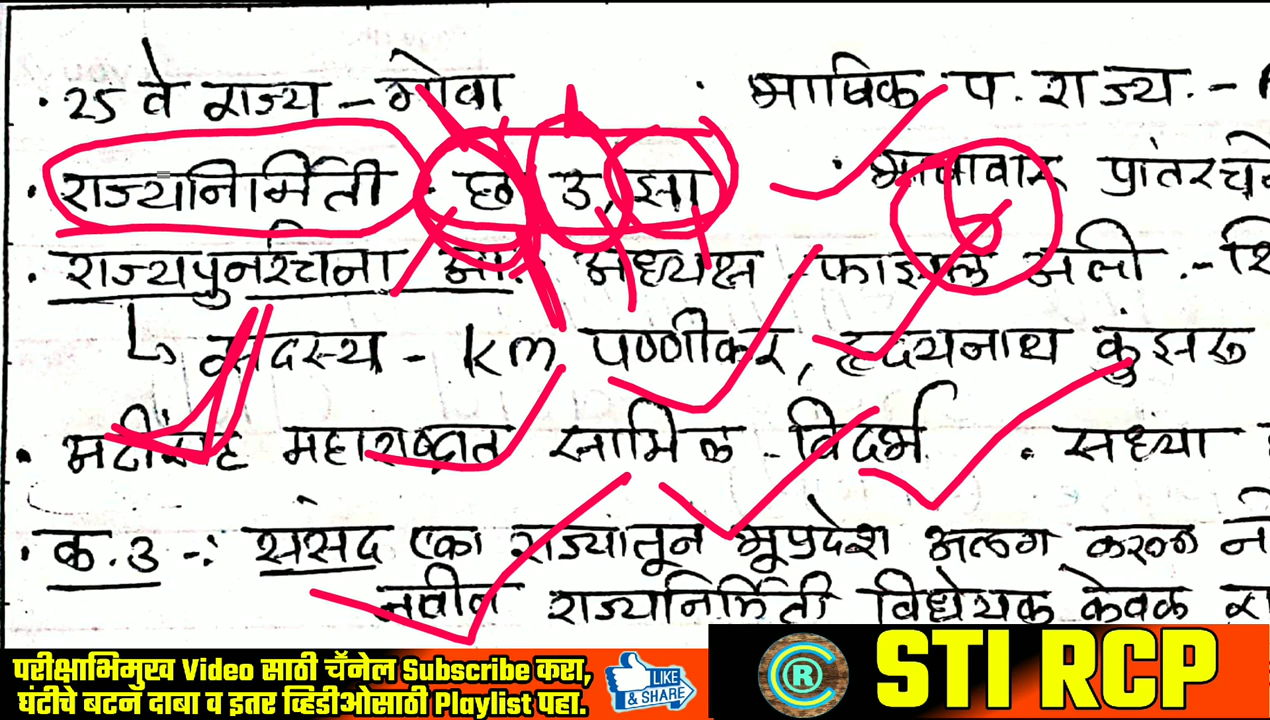 · 25 वे राज्य – गोवा · भाषिक प. राज्य. -
· राज्यनिर्मिती - छ उ, झा · भाषावार प्रांतरचने
· राज्यपुनर्रचना आ. अध्यक्ष - फाझल अली. -
↳ सदस्य - km पण्णीकर, हृदयनाथ कुंझरू
· महाराष्ट्रात सामिल - विदर्भ · सध्या
· क. 3 -: संसद एका राज्यांतून भूप्रदेश अलग करून
नवीन राज्यनिर्मिती विधेयक केवळ
परीक्षाभिमुख Video साठी चॅनेल Subscribe करा,
घंटीचे बटन दाबा व इतर व्हिडीओसाठी Playlist पहा.
LIKE
& SHARE
R
STI RCP